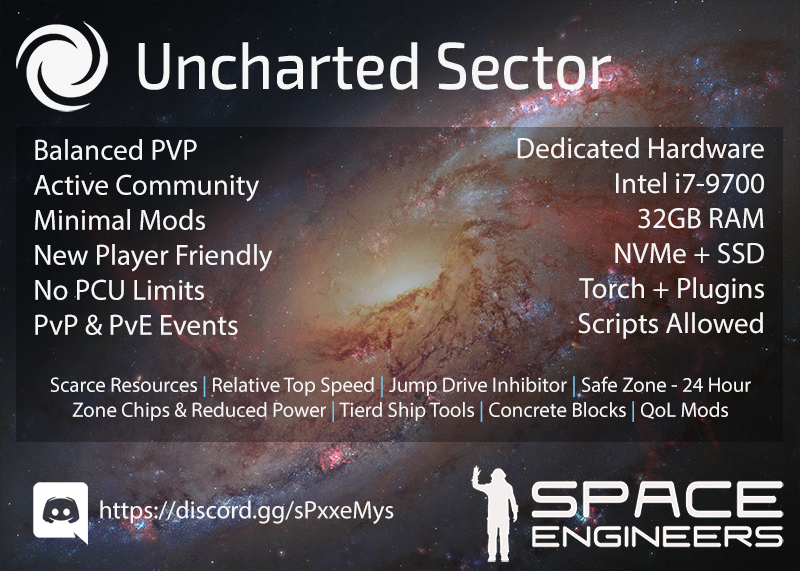 Uncharted Sector
Balanced PVP
Active Community
Minimal Mods
New Player Friendly
No PCU Limits
PvP & PvE Events
Dedicated Hardware
Intel i7-9700
32GB RAM
NVMe + SSD
Torch + Plugins
Scripts Allowed
Scarce Resources | Relative Top Speed | Jump Drive Inhibitor | Safe Zone - 24 Hour
Zone Chips & Reduced Power | Tierd Ship Tools | Concrete Blocks | QoL Mods
https://discord.gg/sPxxeMys
SPACE
ENGINEERS